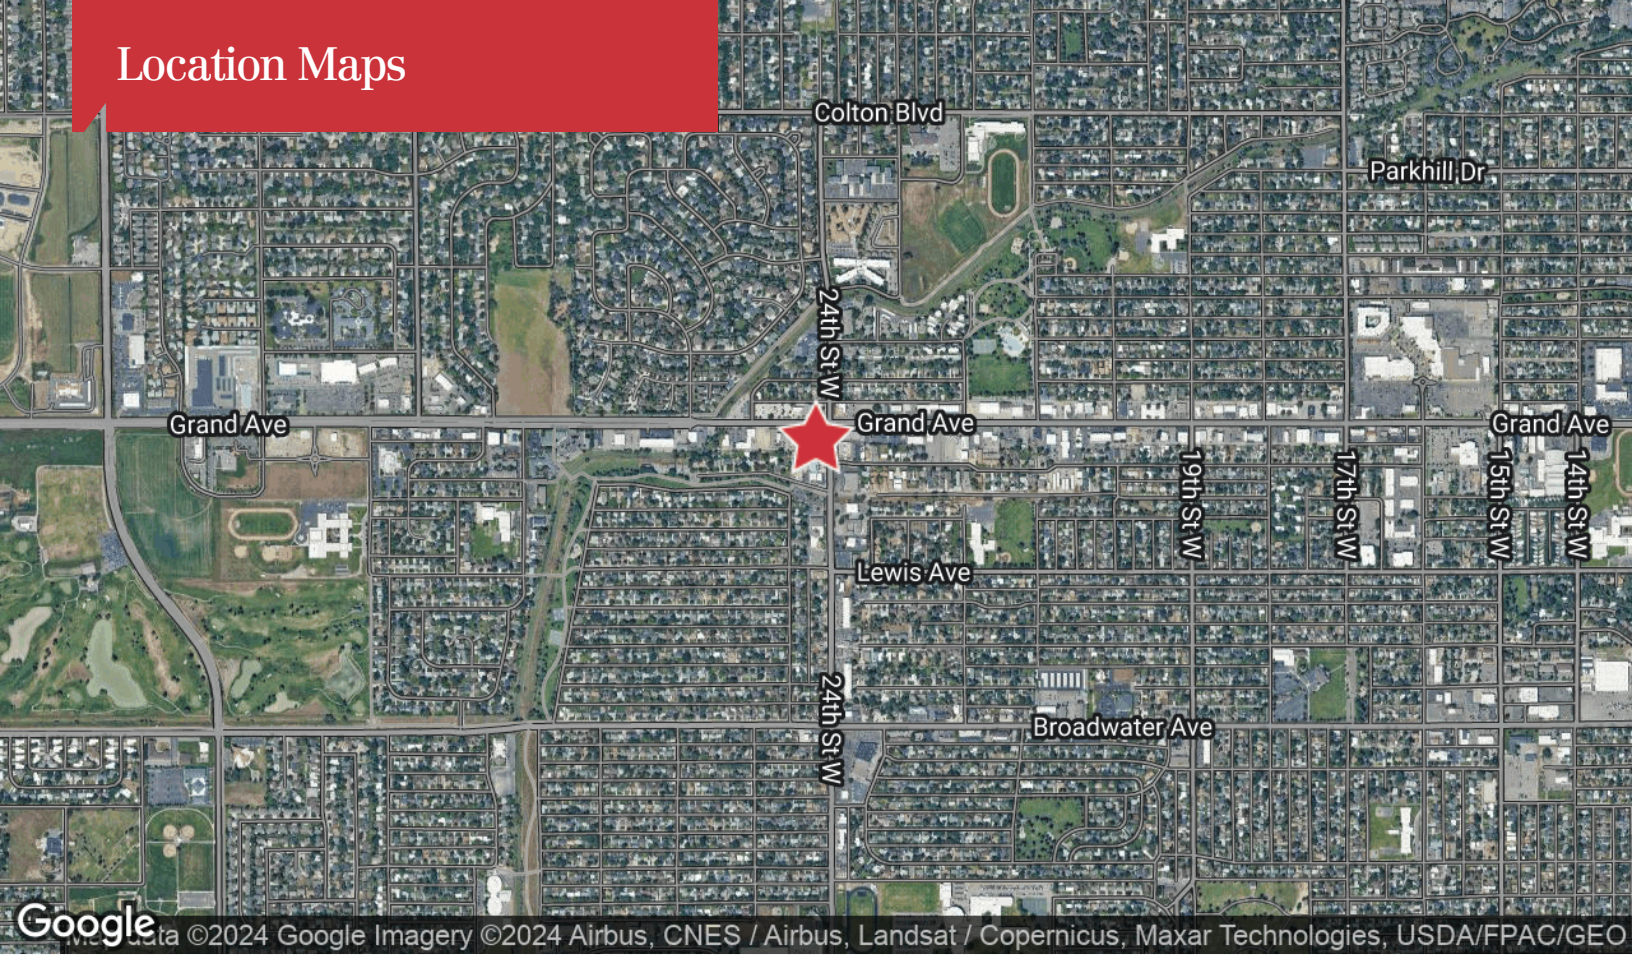 Location Maps
Colton Blvd
Parkhill Dr
24th St W
Grand Ave
Grand Ave
Grand Ave
19th St W
17th St W
15th St W
14th St W
Lewis Ave
24th St W
Broadwater Ave
Google
Map data ©2024 Google Imagery ©2024 Airbus, CNES / Airbus, Landsat / Copernicus, Maxar Technologies, USDA/FPAC/GEO